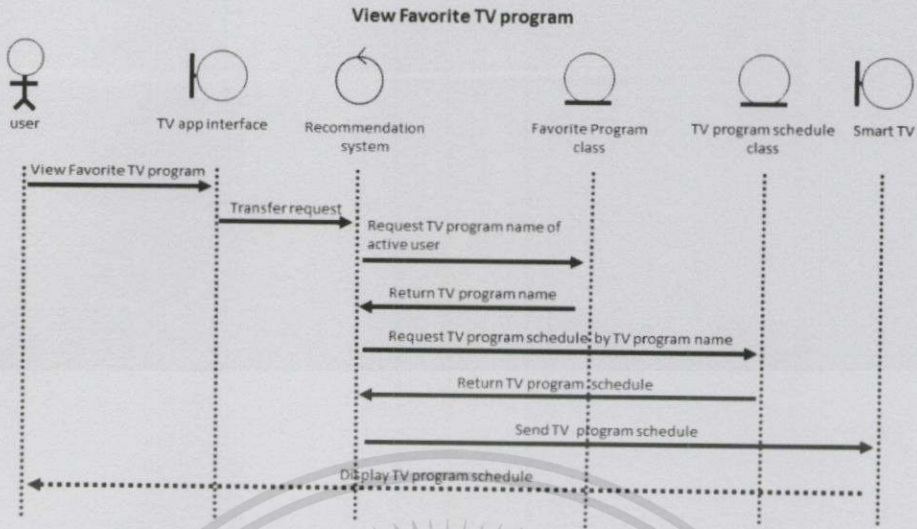 View Favorite TV program
user
TV app interface
Recommendation
system
Favorite Program
class
TV program schedule
class
Smart TV
View Favorite TV program
Transfer request
Request TV program name of
active user
Return TV program name
Request TV program schedule by TV program name
Return TV program schedule
Send TV program schedule
Display TV program schedule